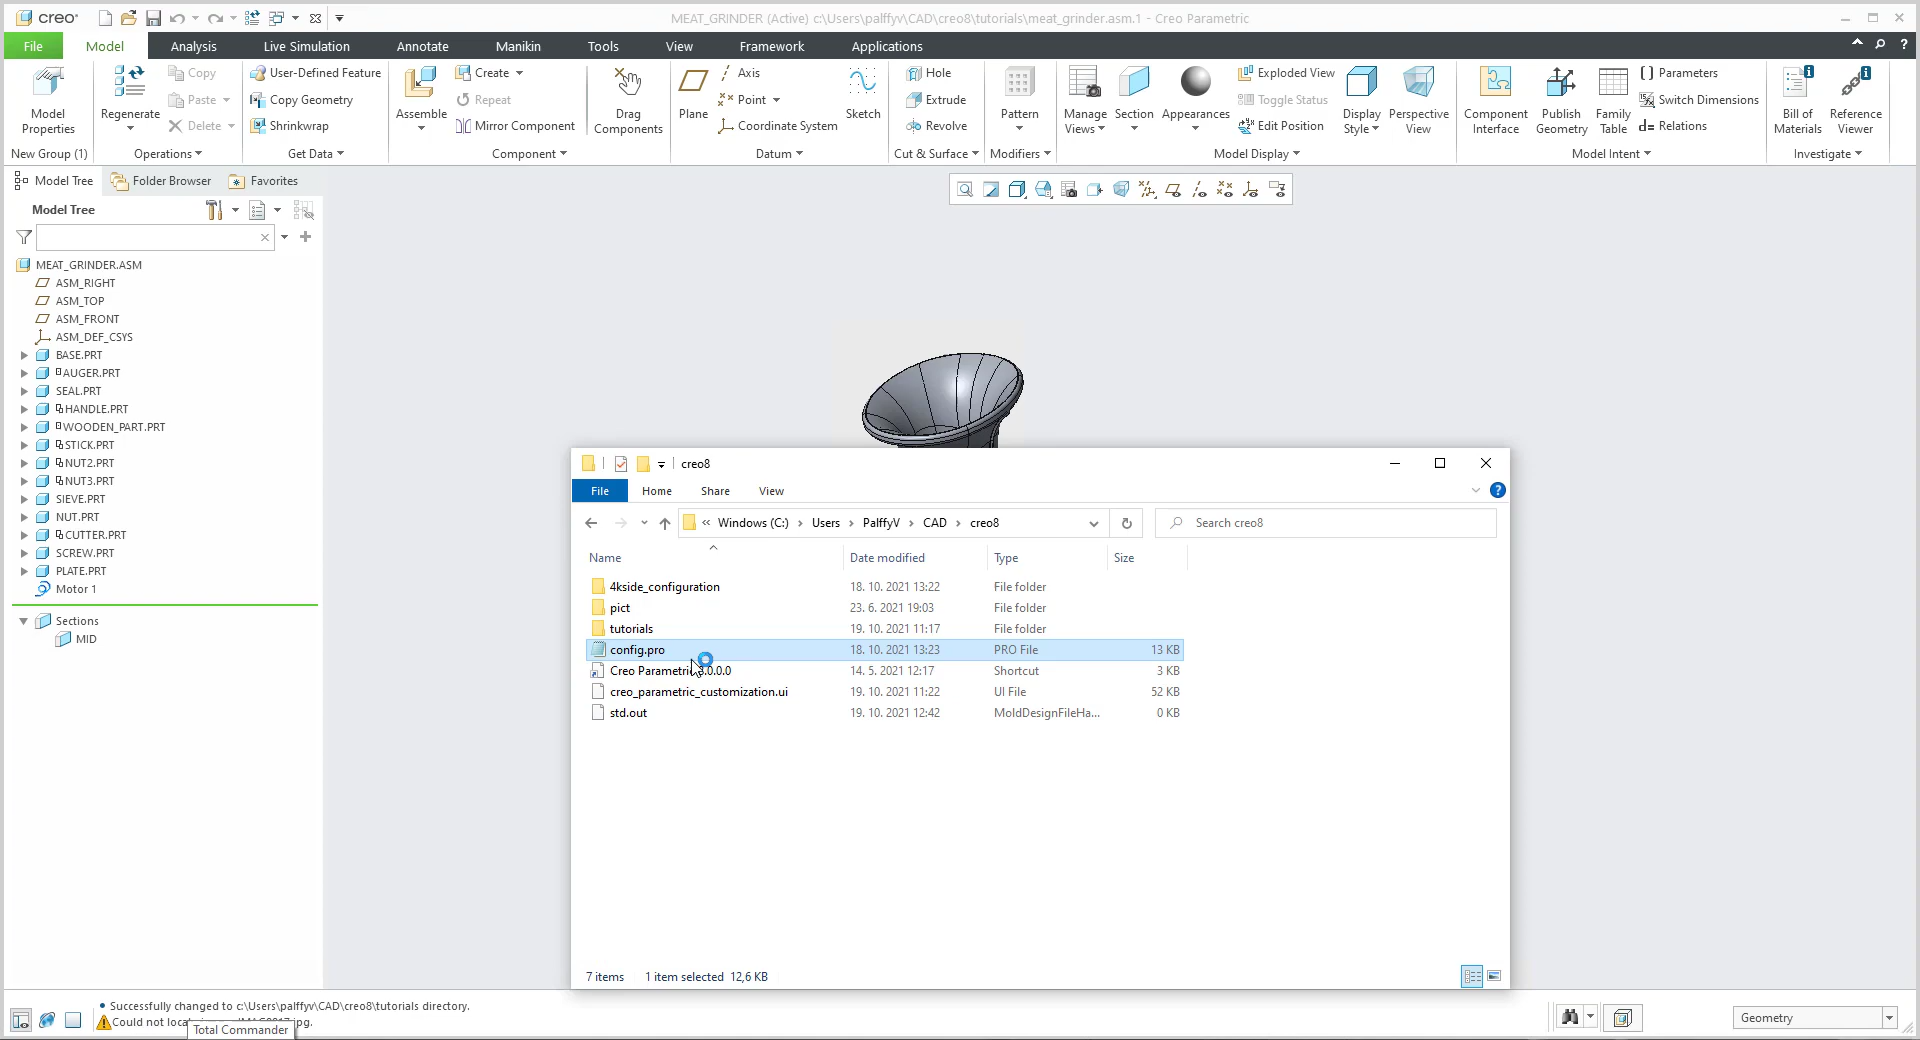 creo
MEAT_GRINDER (Active) c:\Users\palffyv\CAD\creo8\tutorials\meat_grinder.asm.1 - Creo Parametric
File Model Analysis Live Simulation Annotate Manikin Tools View Framework Applications
Model Properties
New Group (1)
Regenerate
Copy
Paste
Delete
Operations
User-Defined Feature
Copy Geometry
Shrinkwrap
Get Data
Assemble
Create
Repeat
Mirror Component
Component
Drag Components
Plane
Axis
Point
Coordinate System
Sketch
Datum
Hole
Extrude
Revolve
Cut & Surface
Pattern
Modifiers
Manage Views
Section
Appearances
Exploded View
Toggle Status
Edit Position
Display Style
Perspective View
Model Display
Component Interface
Publish Geometry
Family Table
Parameters
Switch Dimensions
Relations
Model Intent
Bill of Materials
Reference Viewer
Investigate
Model Tree Folder Browser Favorites
Model Tree
MEAT_GRINDER.ASM
ASM_RIGHT
ASM_TOP
ASM_FRONT
ASM_DEF_CSYS
BASE.PRT
AUGER.PRT
SEAL.PRT
HANDLE.PRT
WOODEN_PART.PRT
STICK.PRT
NUT2.PRT
NUT3.PRT
SIEVE.PRT
NUT.PRT
CUTTER.PRT
SCREW.PRT
PLATE.PRT
Motor 1
Sections
MID
creo8
File Home Share View
« Windows (C:) › Users › PalffyV › CAD › creo8
Search creo8
Name Date modified Type Size
4kside_configuration 18. 10. 2021 13:22 File folder
pict 23. 6. 2021 19:03 File folder
tutorials 19. 10. 2021 11:17 File folder
config.pro 18. 10. 2021 13:23 PRO File 13 KB
Creo Parametric 8.0.0.0 14. 5. 2021 12:17 Shortcut 3 KB
creo_parametric_customization.ui 19. 10. 2021 11:22 UI File 52 KB
std.out 19. 10. 2021 12:42 MoldDesignFileHa... 0 KB
7 items 1 item selected 12,6 KB
Successfully changed to c:\Users\palffyv\CAD\creo8\tutorials directory.
Could not
Total Commander
Geometry